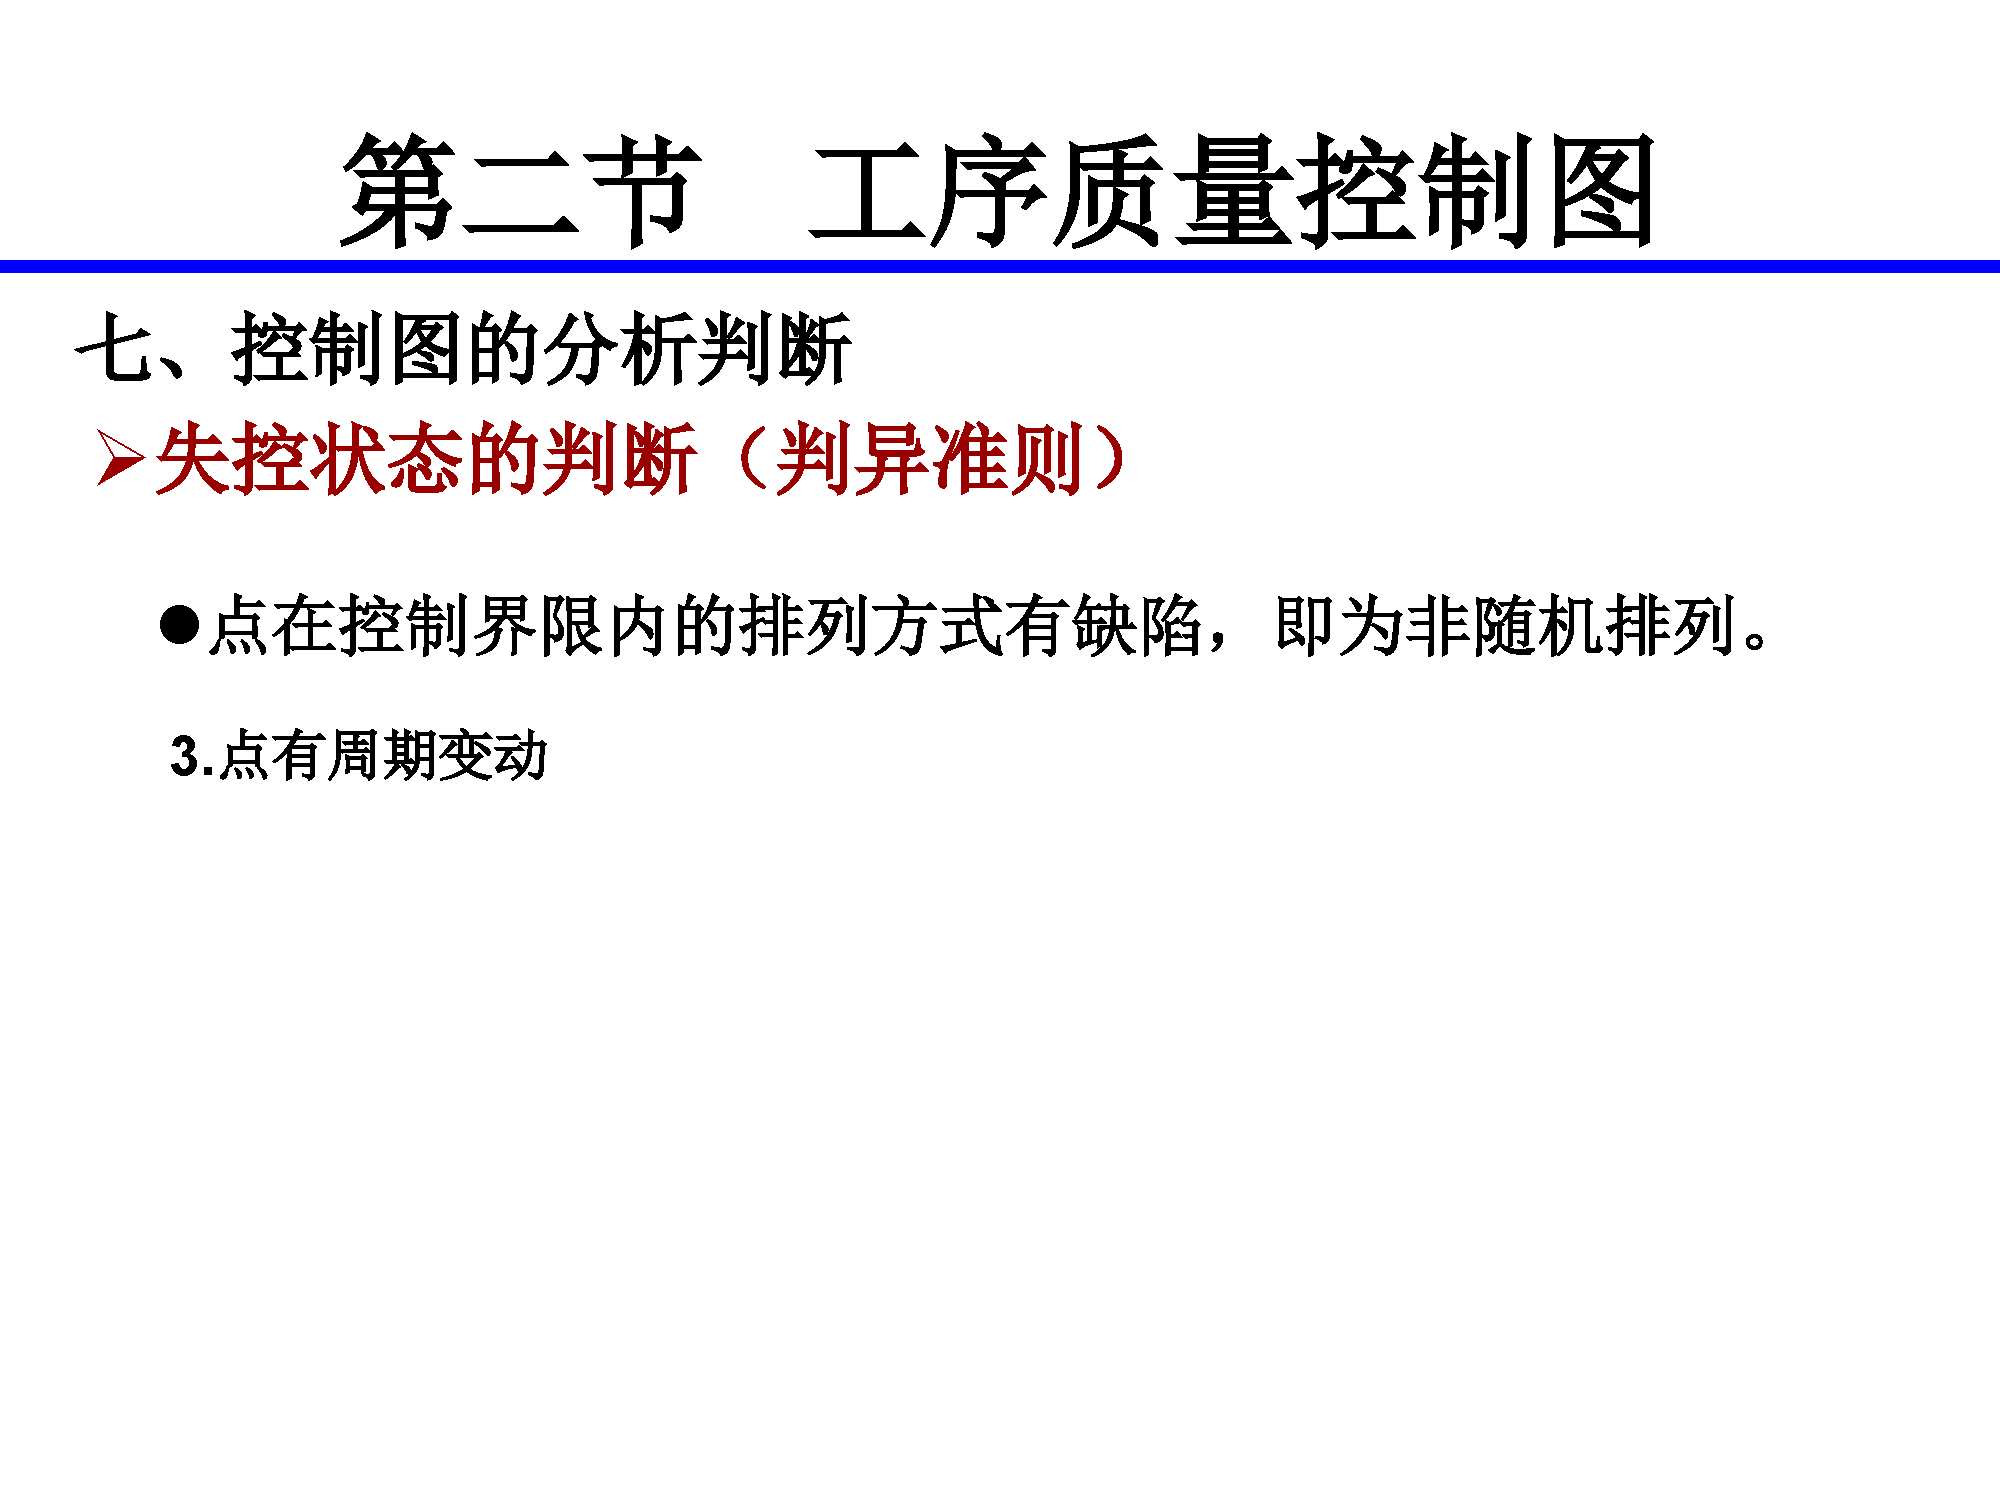 第二节 工序质量控制图
七、控制图的分析判断
➢失控状态的判断（判异准则）
●点在控制界限内的排列方式有缺陷，即为非随机排列。
3.点有周期变动